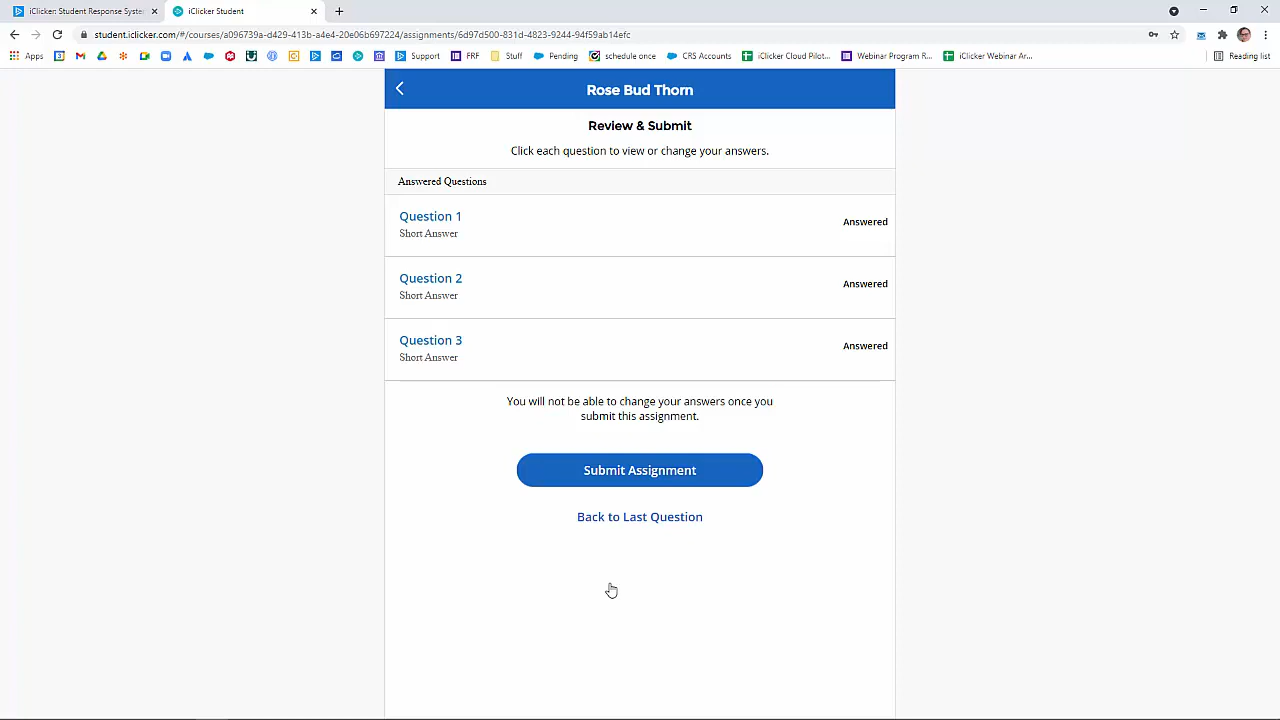 iClicker: Student Response Syste
iClicker Student
student.iclicker.com/#/courses/a096739a-d429-413b-a4e4-20e06b697224/assignments/6d97d500-831d-4823-9244-94f59ab14efc
Apps
Support
FRF
Stuff
Pending
schedule once
CRS Accounts
iClicker Cloud Pilot...
Webinar Program R...
iClicker Webinar Ar...
Reading list
Rose Bud Thorn
Review & Submit
Click each question to view or change your answers.
Answered Questions
Question 1
Answered
Short Answer
Question 2
Answered
Short Answer
Question 3
Answered
Short Answer
You will not be able to change your answers once you
submit this assignment.
Submit Assignment
Back to Last Question